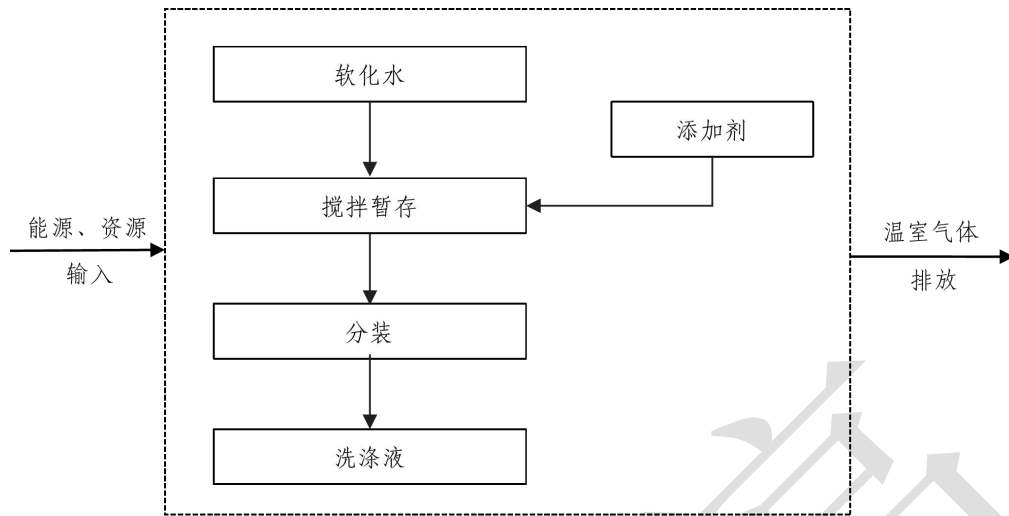 软化水
添加剂
搅拌暂存
能源、资源
输入
温室气体
排放
分装
洗涤液